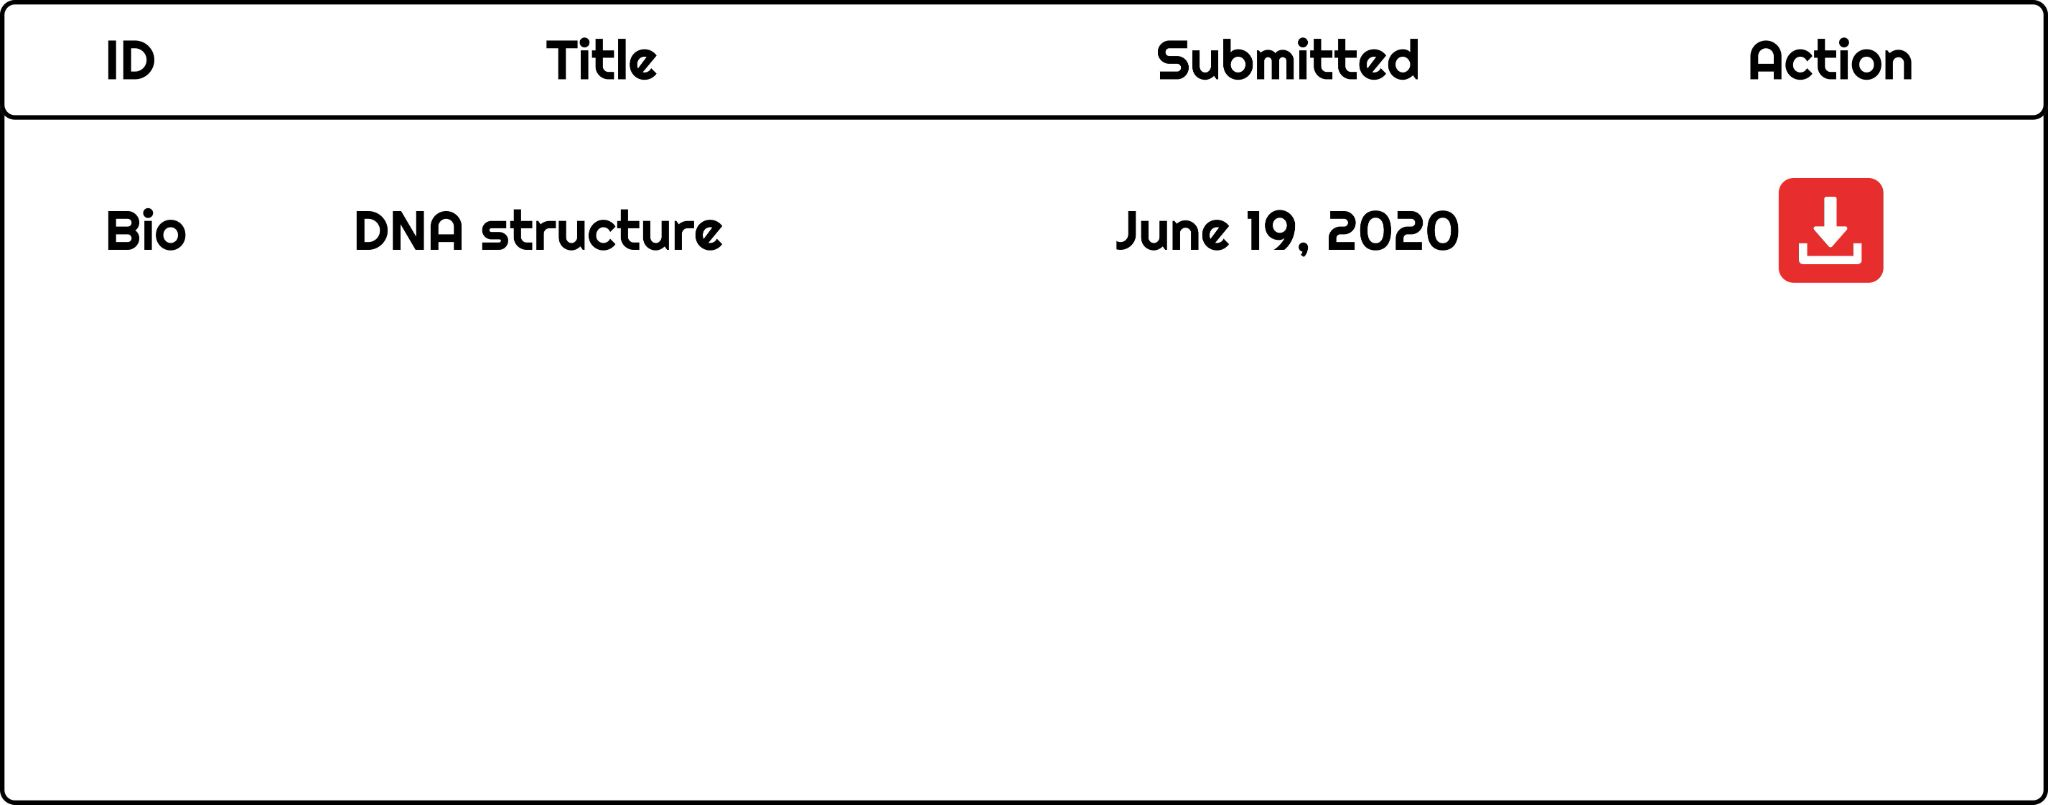 ID Title Submitted Action
Bio DNA structure June 19, 2020